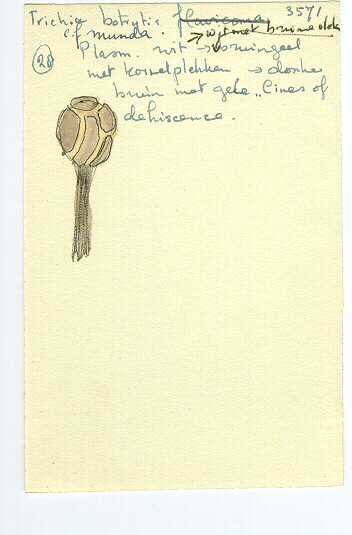 Trichia botrytis flavicoma 3571
cf munda. → wit met bruine vlek
(20) Plasm. wit → bruingeel
met korrelplekken → donker
bruin met gele "Lines of
dehiscence.